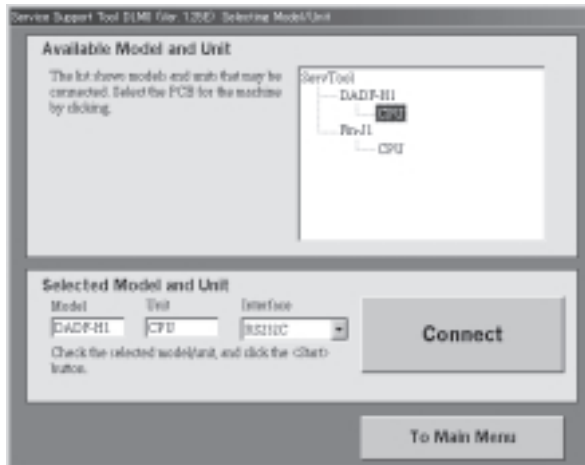 Service Support Tool DLM0 (Ver. 1.25E) Selecting Model/Unit
Available Model and Unit
The list shows models and units that may be
connected. Select the PCB for the machine
by clicking.
ServTool
DADF-H1
CPU
Fin-J1
CPU
Selected Model and Unit
Model Unit Interface
DADF-H1 CPU RS232C
Check the selected model/unit, and click the <Start>
button.
Connect
To Main Menu